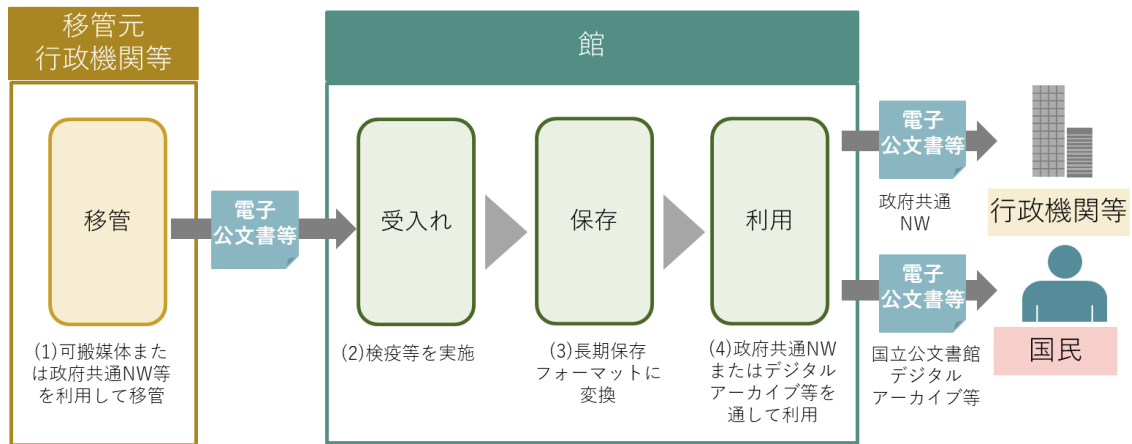 移管元
行政機関等
館
移管
電子
公文書等
受入れ
保存
利用
(1)可搬媒体また
は政府共通NW等
を利用して移管
(2)検疫等を実施
(3)長期保存
フォーマットに
変換
(4)政府共通NW
またはデジタル
アーカイブ等を
通して利用
電子
公文書等
政府共通
NW
行政機関等
電子
公文書等
国立公文書館
デジタル
アーカイブ等
国民